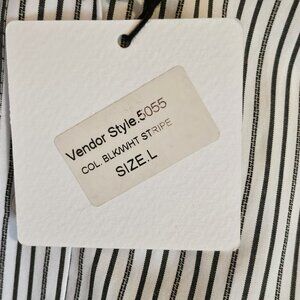 Vendor Style.5055
COL. BLK/WHT STRIPE
SIZE.L